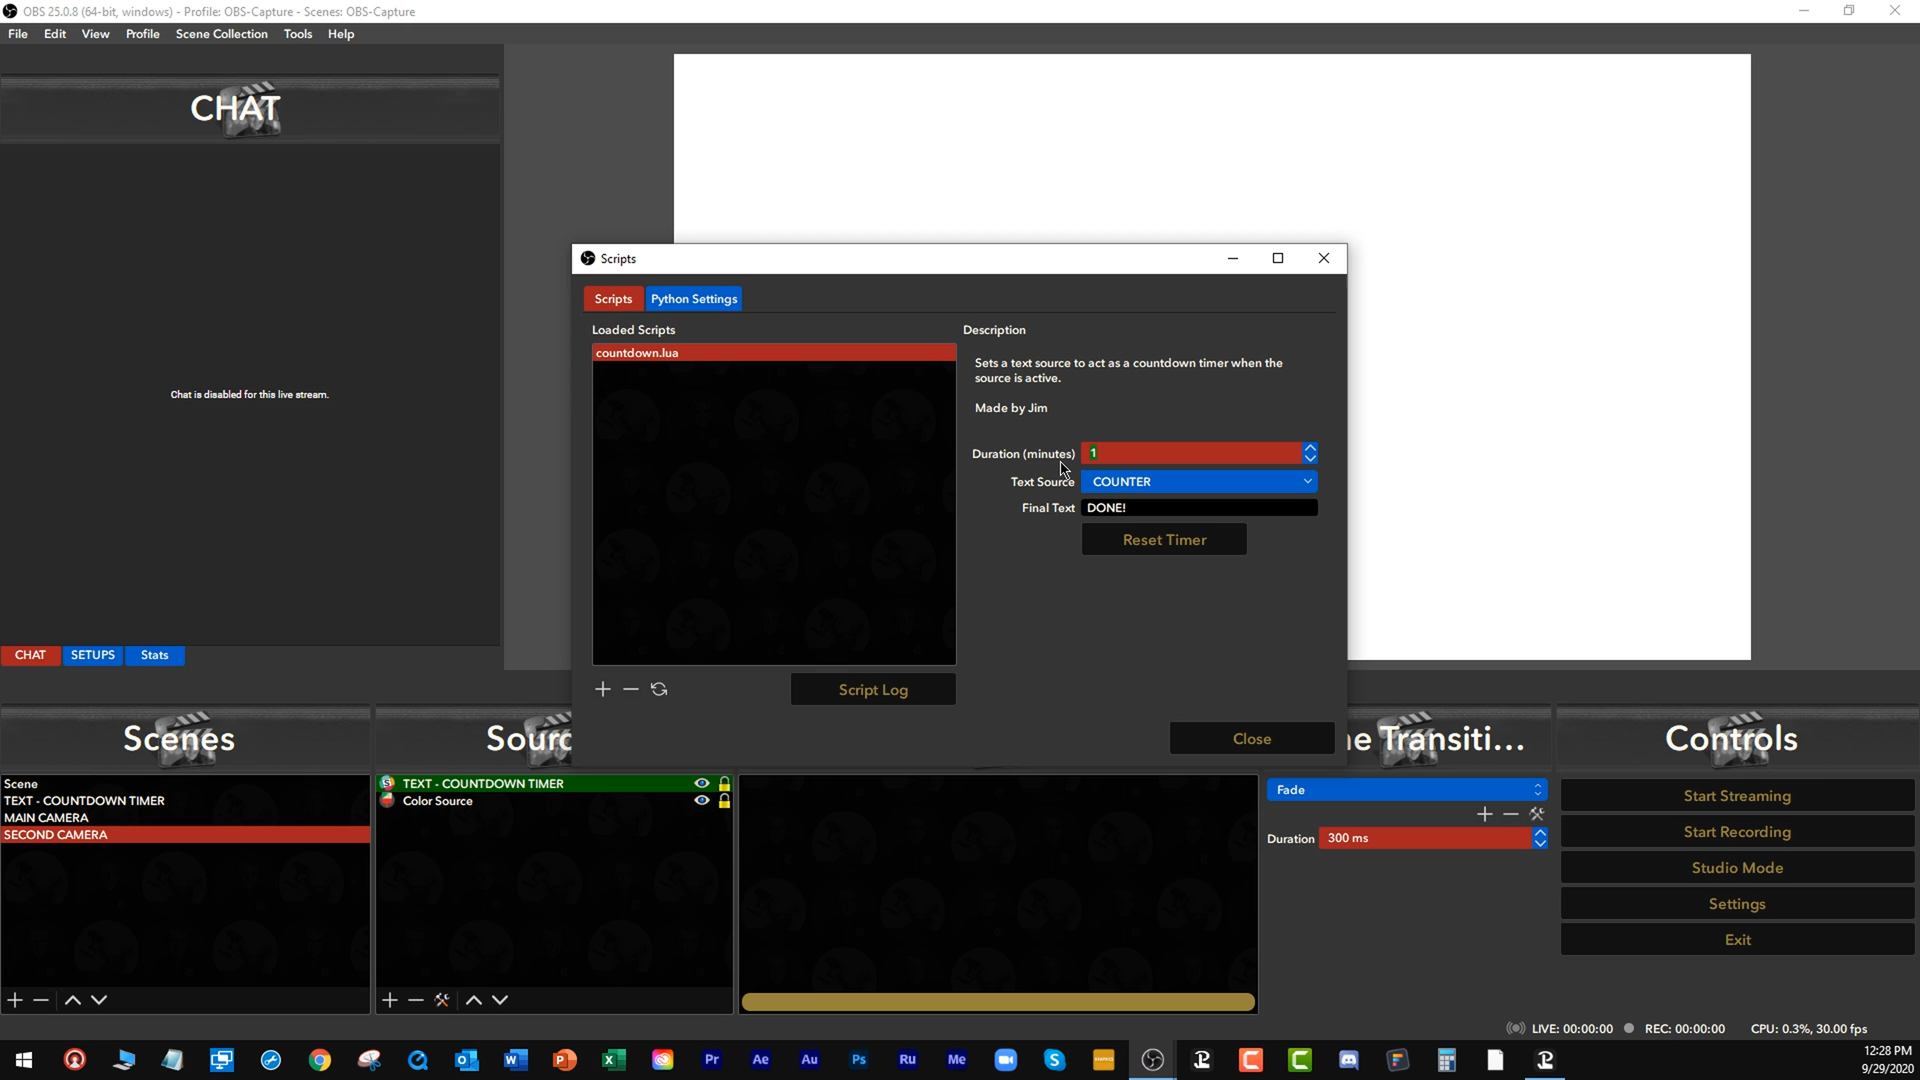 OBS 25.0.8 (64-bit, windows) - Profile: OBS-Capture - Scenes: OBS-Capture
File Edit View Profile Scene Collection Tools Help
CHAT
Chat is disabled for this live stream.
CHAT SETUPS Stats
Scripts
Scripts Python Settings
Loaded Scripts
countdown.lua
Script Log
Description
Sets a text source to act as a countdown timer when the
source is active.
Made by Jim
Duration (minutes) 1
Text Source COUNTER
Final Text DONE!
Reset Timer
Close
Scenes
Scene
TEXT - COUNTDOWN TIMER
MAIN CAMERA
SECOND CAMERA
Sourc
TEXT - COUNTDOWN TIMER
Color Source
e Transiti...
Fade
Duration 300 ms
Controls
Start Streaming
Start Recording
Studio Mode
Settings
Exit
LIVE: 00:00:00 REC: 00:00:00 CPU: 0.3%, 30.00 fps
Pr Ae Au Ps Ru Me
12:28 PM
9/29/2020